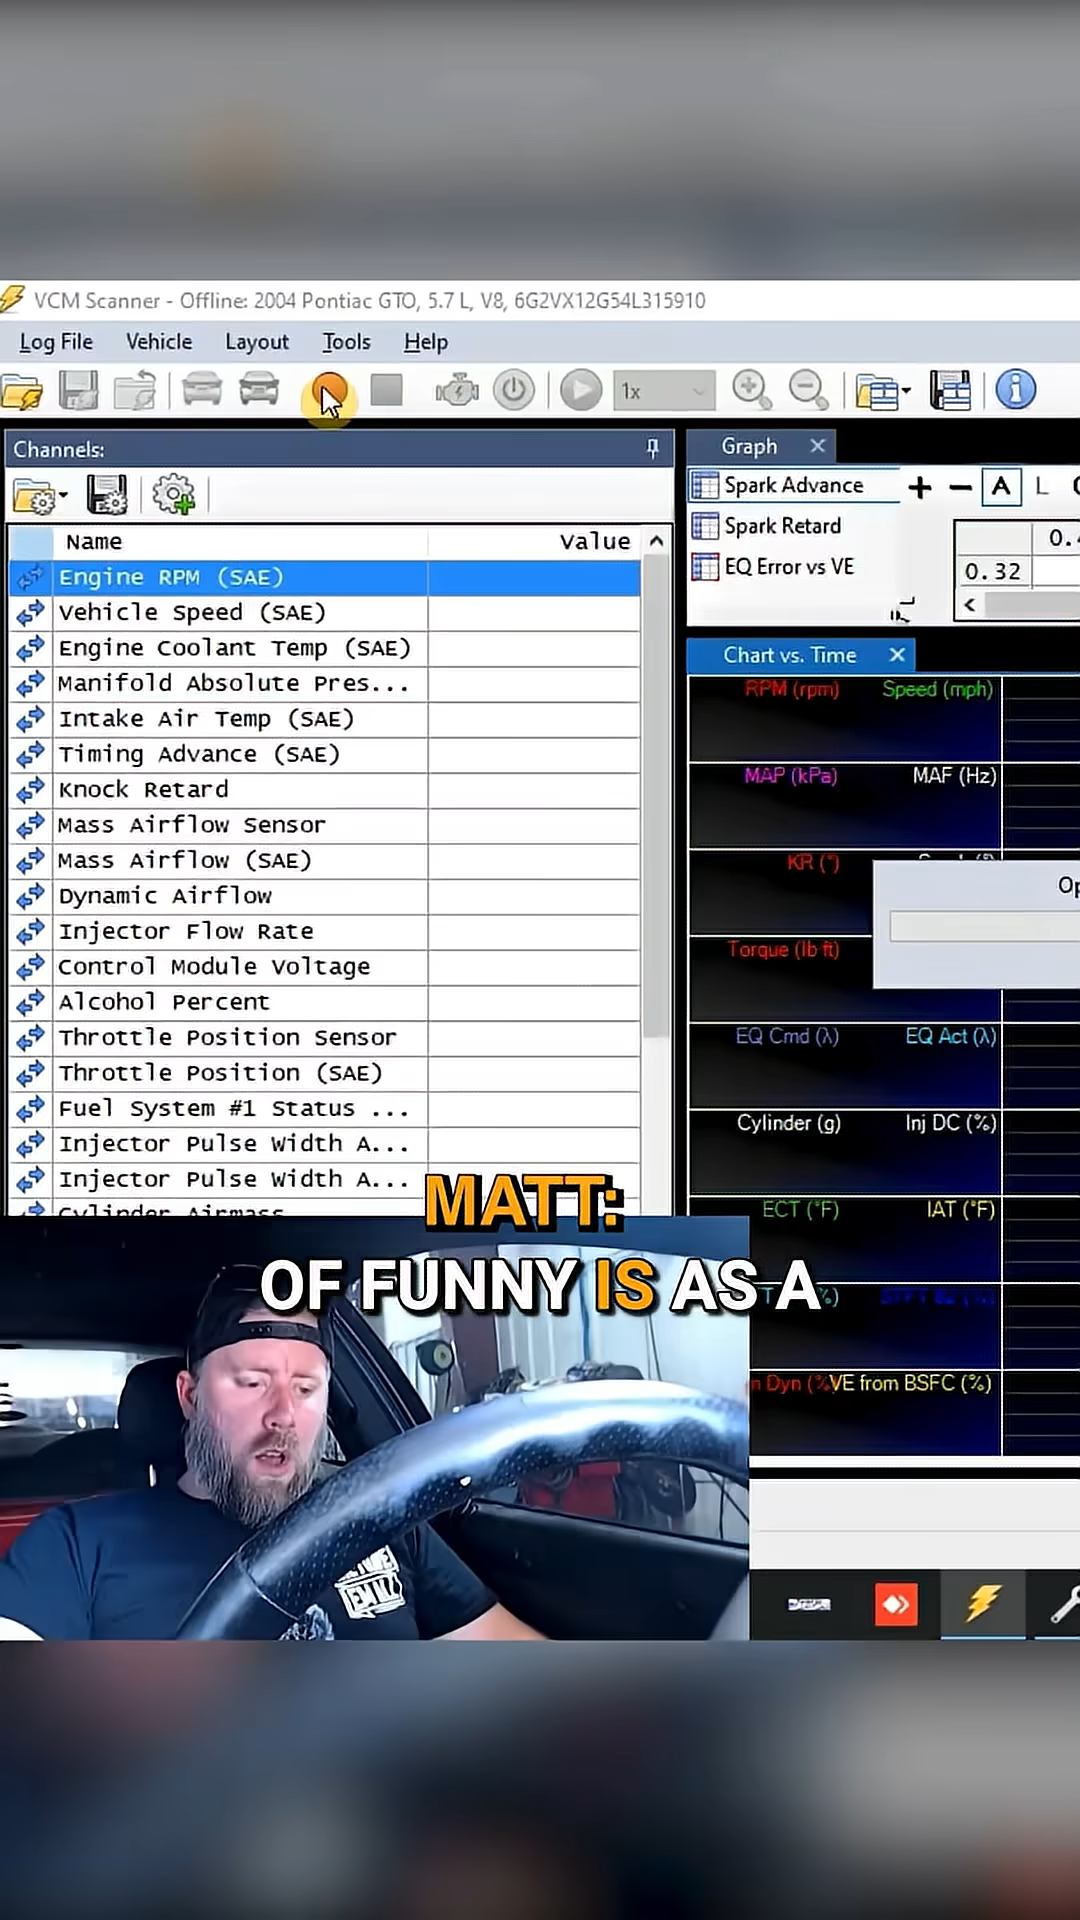 VCM Scanner - Offline: 2004 Pontiac GTO, 5.7 L, V8, 6G2VX12G54L315910
Log File Vehicle Layout Tools Help
1x
Channels:
Name Value
Engine RPM (SAE)
Vehicle Speed (SAE)
Engine Coolant Temp (SAE)
Manifold Absolute Pres...
Intake Air Temp (SAE)
Timing Advance (SAE)
Knock Retard
Mass Airflow Sensor
Mass Airflow (SAE)
Dynamic Airflow
Injector Flow Rate
Control Module Voltage
Alcohol Percent
Throttle Position Sensor
Throttle Position (SAE)
Fuel System #1 Status ...
Injector Pulse Width A...
Injector Pulse Width A...
Cylinder Airmass
Graph
Spark Advance + - A L
Spark Retard
EQ Error vs VE
0.32
Chart vs. Time
RPM (rpm) Speed (mph)
MAP (kPa) MAF (Hz)
KR (°)
Op
Torque (lb ft)
EQ Cmd (λ) EQ Act (λ)
Cylinder (g) Inj DC (%)
ECT (°F) IAT (°F)
n Dyn (% VE from BSFC (%)
MATT:
OF FUNNY IS AS A